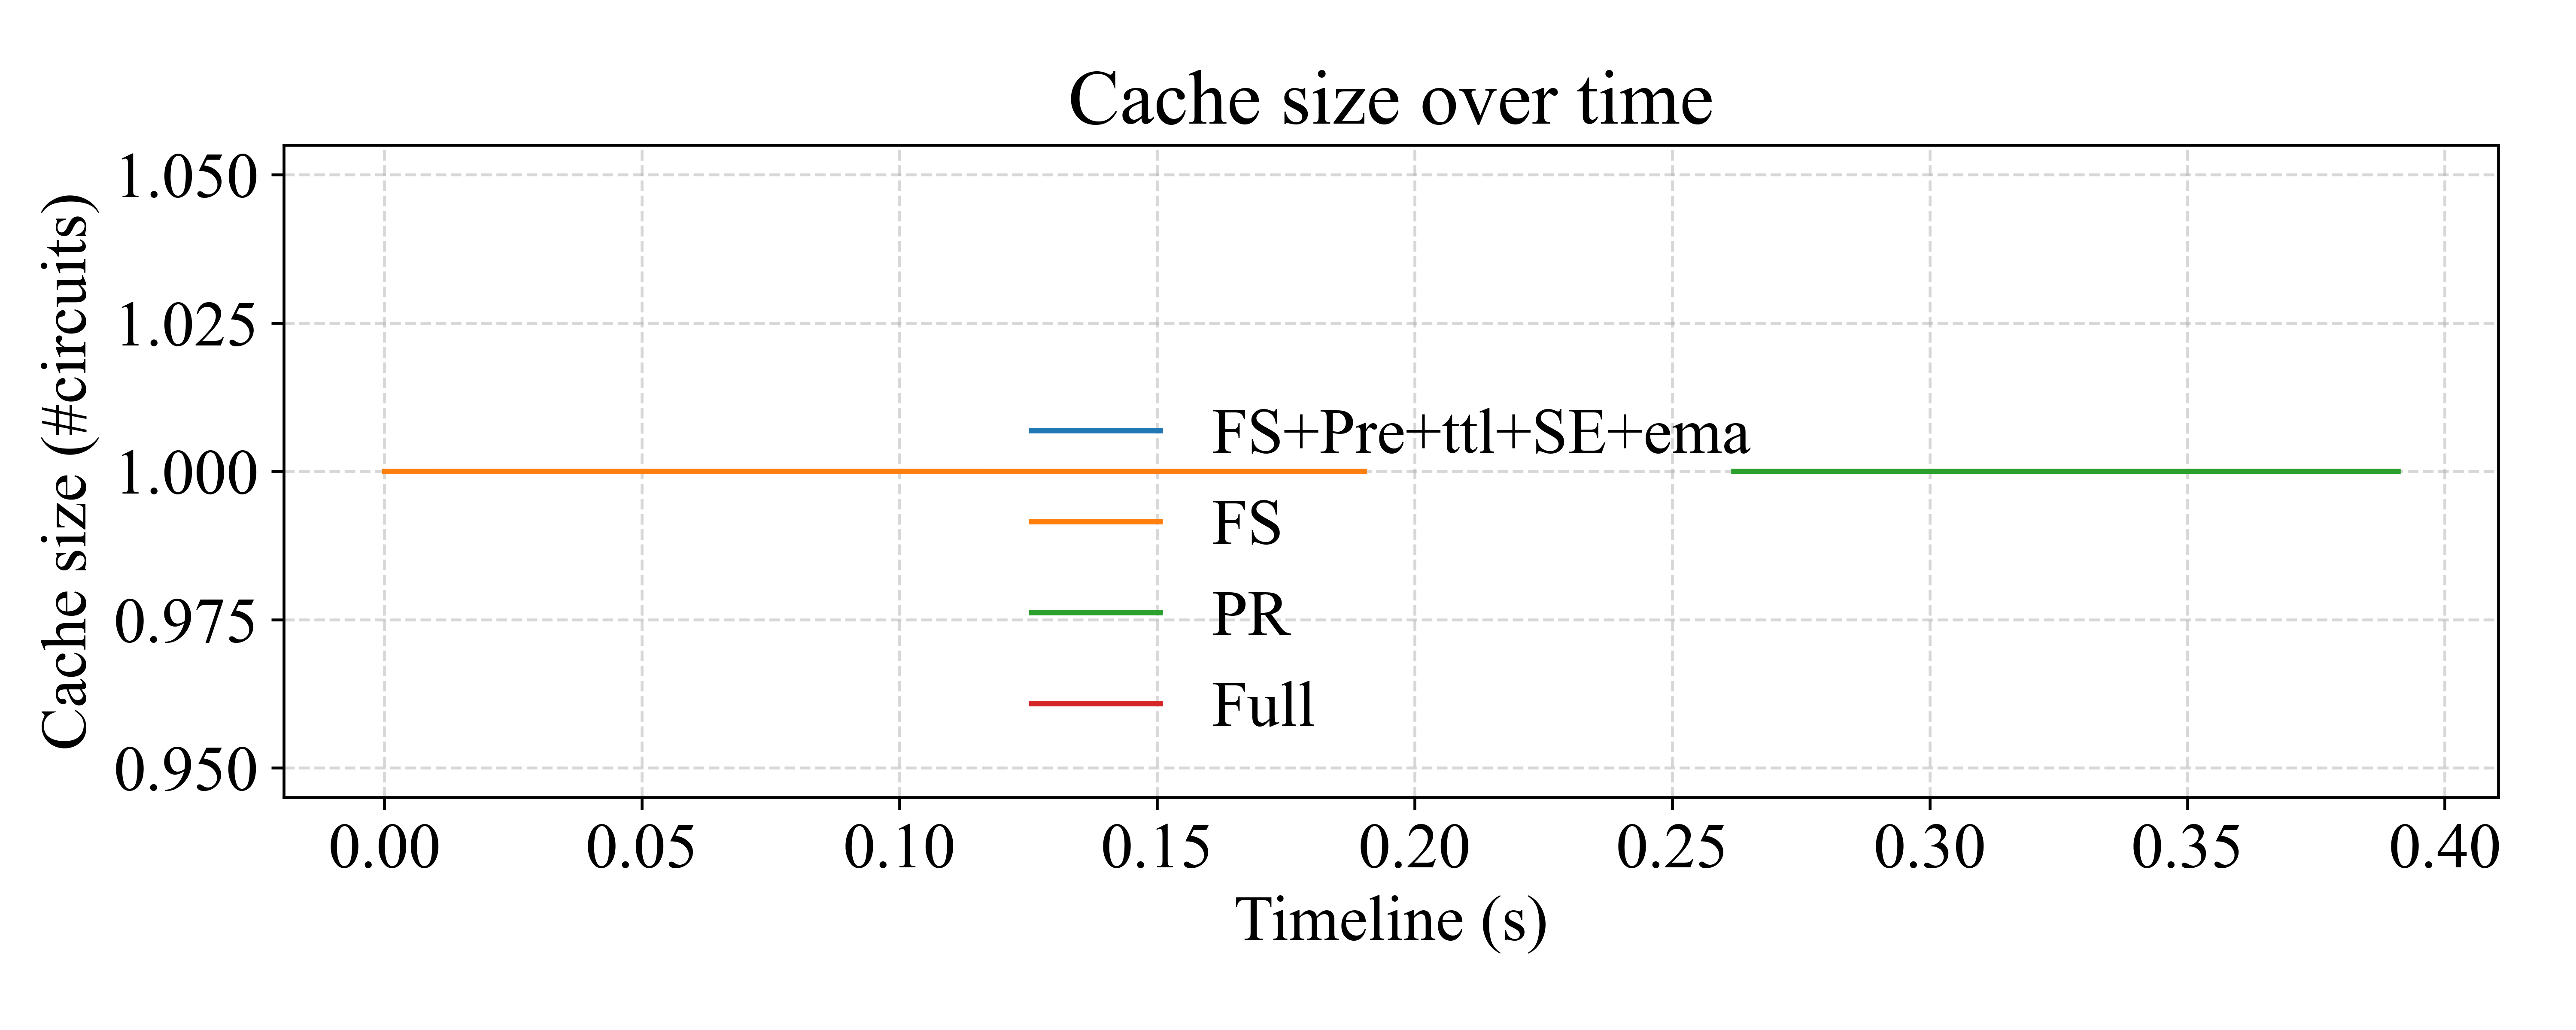 Cache size over time
Cache size (#circuits)
1.050
1.025
1.000
0.975
0.950
FS+Pre+ttl+SE+ema
FS
PR
Full
0.00 0.05 0.10 0.15 0.20 0.25 0.30 0.35 0.40
Timeline (s)